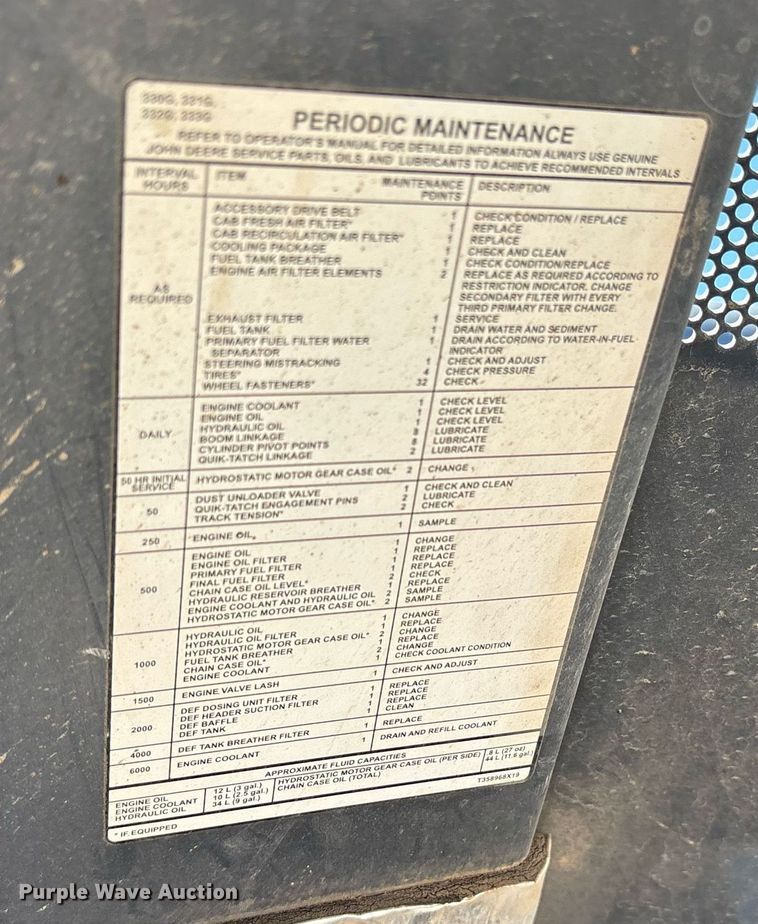 330G, 331G,
332G, 333G
PERIODIC MAINTENANCE
REFER TO OPERATOR'S MANUAL FOR DETAILED INFORMATION ALWAYS USE GENUINE
JOHN DEERE SERVICE PARTS, OILS, AND LUBRICANTS TO ACHIEVE RECOMMENDED INTERVALS
INTERVAL HOURS ITEM MAINTENANCE POINTS DESCRIPTION
AS REQUIRED
ACCESSORY DRIVE BELT 1 CHECK CONDITION / REPLACE
CAB FRESH AIR FILTER* 1 REPLACE
CAB RECIRCULATION AIR FILTER* 1 REPLACE
COOLING PACKAGE 1 CHECK AND CLEAN
FUEL TANK BREATHER 1 CHECK CONDITION/REPLACE
ENGINE AIR FILTER ELEMENTS 2 REPLACE AS REQUIRED ACCORDING TO
RESTRICTION INDICATOR. CHANGE
SECONDARY FILTER WITH EVERY
THIRD PRIMARY FILTER CHANGE.
EXHAUST FILTER 1 SERVICE
FUEL TANK 1 DRAIN WATER AND SEDIMENT
PRIMARY FUEL FILTER WATER 1 DRAIN ACCORDING TO WATER-IN-FUEL
SEPARATOR INDICATOR
STEERING MISTRACKING 1 CHECK AND ADJUST
TIRES* 4 CHECK PRESSURE
WHEEL FASTENERS* 32 CHECK
DAILY
ENGINE COOLANT 1 CHECK LEVEL
ENGINE OIL 1 CHECK LEVEL
HYDRAULIC OIL 1 CHECK LEVEL
BOOM LINKAGE 8 LUBRICATE
CYLINDER PIVOT POINTS 8 LUBRICATE
QUIK-TATCH LINKAGE 2 LUBRICATE
50 HR INITIAL SERVICE HYDROSTATIC MOTOR GEAR CASE OIL* 2 CHANGE
50
DUST UNLOADER VALVE 1 CHECK AND CLEAN
QUIK-TATCH ENGAGEMENT PINS 2 LUBRICATE
TRACK TENSION* 2 CHECK
250 ENGINE OIL 1 SAMPLE
500
ENGINE OIL 1 CHANGE
ENGINE OIL FILTER 1 REPLACE
PRIMARY FUEL FILTER 1 REPLACE
FINAL FUEL FILTER 1 REPLACE
CHAIN CASE OIL LEVEL* 2 CHECK
HYDRAULIC RESERVOIR BREATHER 1 REPLACE
ENGINE COOLANT AND HYDRAULIC OIL 2 SAMPLE
HYDROSTATIC MOTOR GEAR CASE OIL* 2 SAMPLE
1000
HYDRAULIC OIL 1 CHANGE
HYDRAULIC OIL FILTER 1 REPLACE
HYDROSTATIC MOTOR GEAR CASE OIL* 2 CHANGE
FUEL TANK BREATHER 1 REPLACE
CHAIN CASE OIL* 2 CHANGE
ENGINE COOLANT 1 CHECK COOLANT CONDITION
1500 ENGINE VALVE LASH 1 CHECK AND ADJUST
2000
DEF DOSING UNIT FILTER 1 REPLACE
DEF HEADER SUCTION FILTER 1 REPLACE
DEF BAFFLE 1 REPLACE
DEF TANK 1 CLEAN
4000 DEF TANK BREATHER FILTER 1 REPLACE
6000 ENGINE COOLANT 1 DRAIN AND REFILL COOLANT
APPROXIMATE FLUID CAPACITIES
ENGINE OIL 12 L (3 gal.) HYDROSTATIC MOTOR GEAR CASE OIL (PER SIDE) .8 L (27 oz)
ENGINE COOLANT 10 L (2.5 gal.) CHAIN CASE OIL (TOTAL) 44 L (11.6 gal.)
HYDRAULIC OIL 34 L (9 gal.)
* IF EQUIPPED T358968X19
Purple Wave Auction